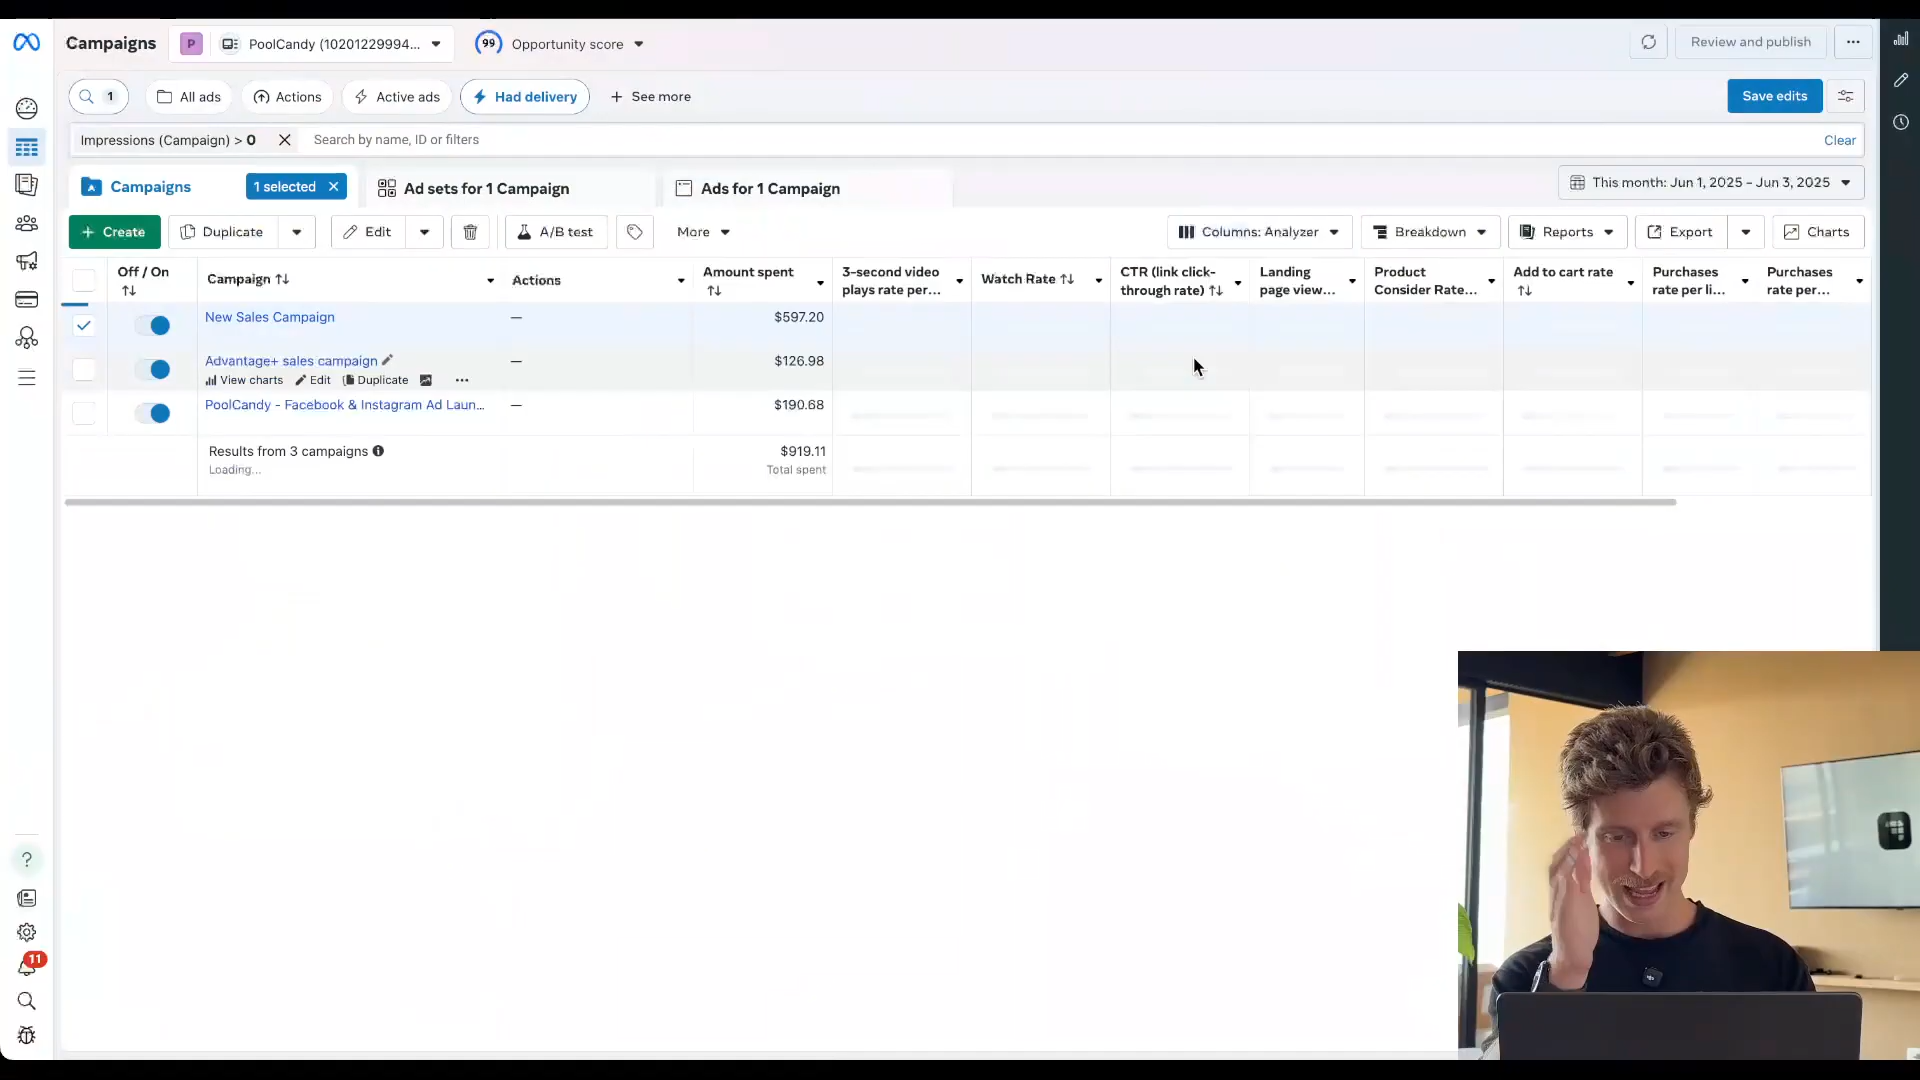 Campaigns
P
PoolCandy (10201229994...
99
Opportunity score
Review and publish
1
All ads
Actions
Active ads
Had delivery
+ See more
Save edits
Impressions (Campaign) > 0
Search by name, ID or filters
Clear
Campaigns
1 selected
Ad sets for 1 Campaign
Ads for 1 Campaign
This month: Jun 1, 2025 – Jun 3, 2025
+ Create
Duplicate
Edit
A/B test
More
Columns: Analyzer
Breakdown
Reports
Export
Charts
Off / On
Campaign
Actions
Amount spent
3-second video plays rate per...
Watch Rate
CTR (link click-through rate)
Landing page view...
Product Consider Rate...
Add to cart rate
Purchases rate per li...
Purchases rate per...
New Sales Campaign
—
$597.20
Advantage+ sales campaign
—
$126.98
View charts
Edit
Duplicate
PoolCandy - Facebook & Instagram Ad Laun...
—
$190.68
Results from 3 campaigns
$919.11
Loading...
Total spent
?
11